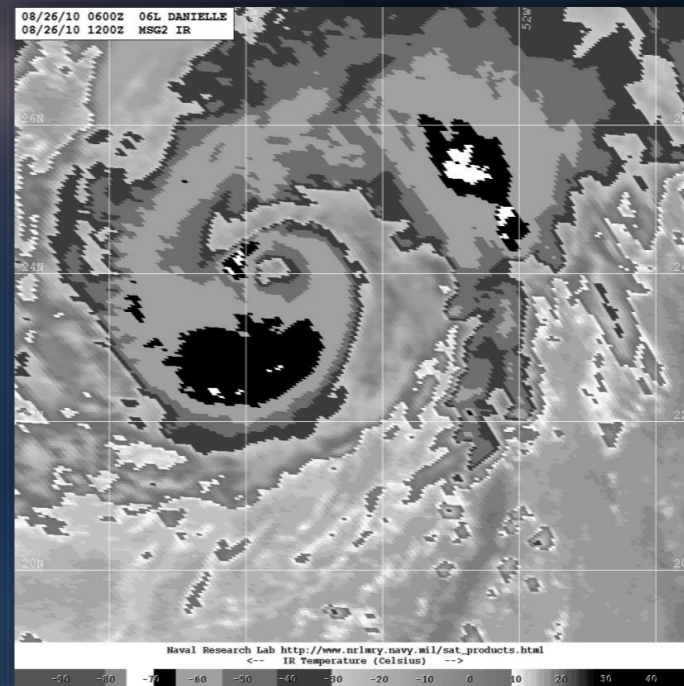 08/26/10 0600Z 06L DANIELLE
08/26/10 1200Z MSG2 IR
52W
26N
24N
22N
20N
20
Naval Research Lab http://www.nrlmry.navy.mil/sat_products.html
<-- IR Temperature (Celsius) -->
-90 -80 -70 -60 -50 -40 -30 -20 -10 0 10 20 30 40